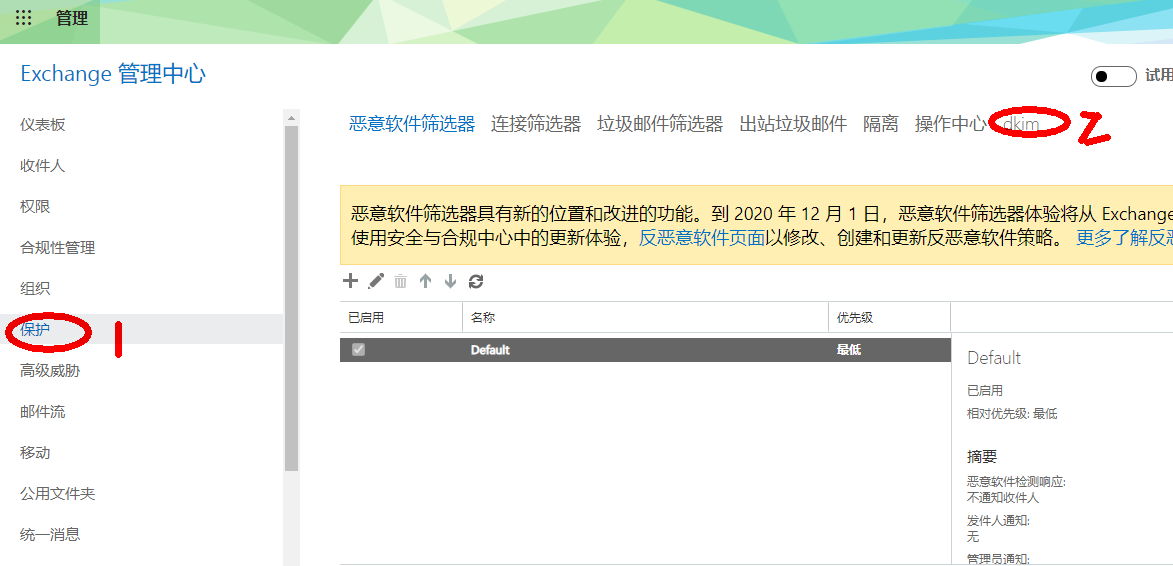 管理
Exchange 管理中心
试用
仪表板
收件人
权限
合规性管理
组织
保护
1
高级威胁
邮件流
移动
公用文件夹
统一消息
恶意软件筛选器 连接筛选器 垃圾邮件筛选器 出站垃圾邮件 隔离 操作中心 dkim
2
恶意软件筛选器具有新的位置和改进的功能。到 2020 年 12 月 1 日，恶意软件筛选器体验将从 Exchange
使用安全与合规中心中的更新体验，反恶意软件页面以修改、创建和更新反恶意软件策略。 更多了解反恶
已启用 名称 优先级
Default 最低
Default
已启用
相对优先级: 最低
摘要
恶意软件检测响应:
不通知收件人
发件人通知:
无
管理员通知: